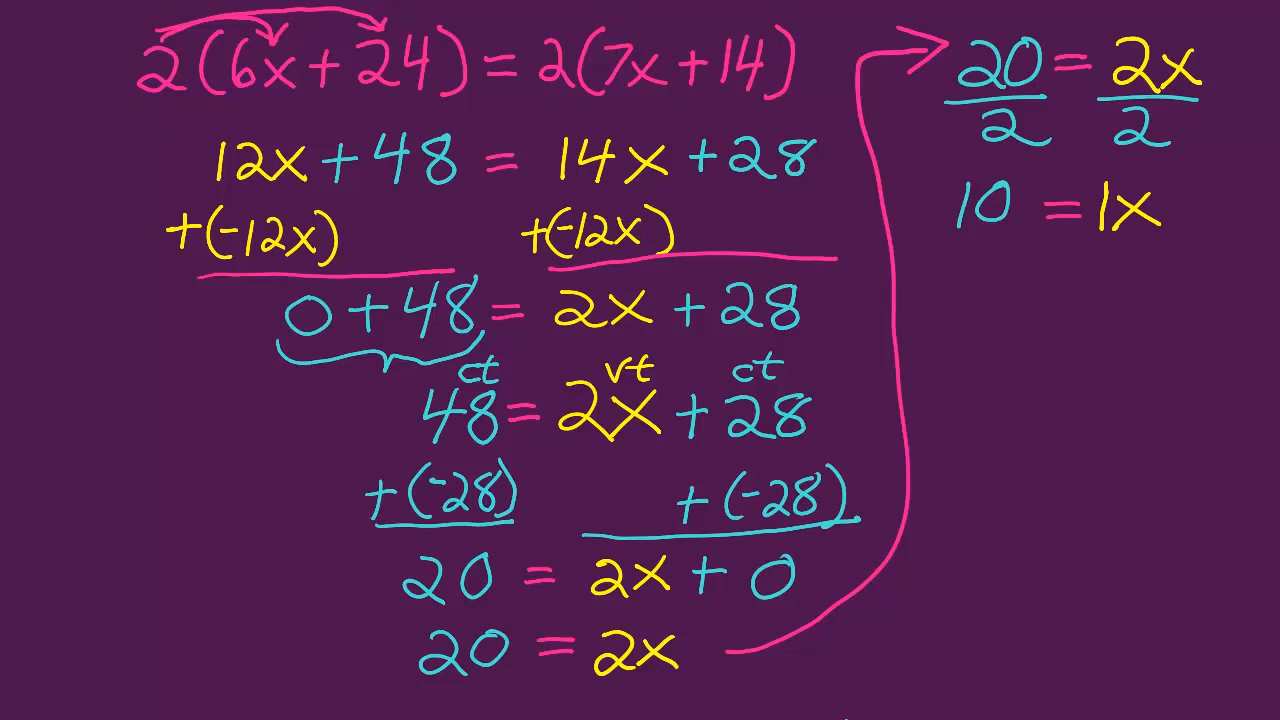 2(6x+24) = 2(7x+14)
12x+48 = 14x+28
+(-12x) +(-12x)
0+48 = 2x+28
ct vt ct
48 = 2x+28
+(-28) +(-28)
20 = 2x+0
20 = 2x
20 = 2x
2 2
10 = 1x